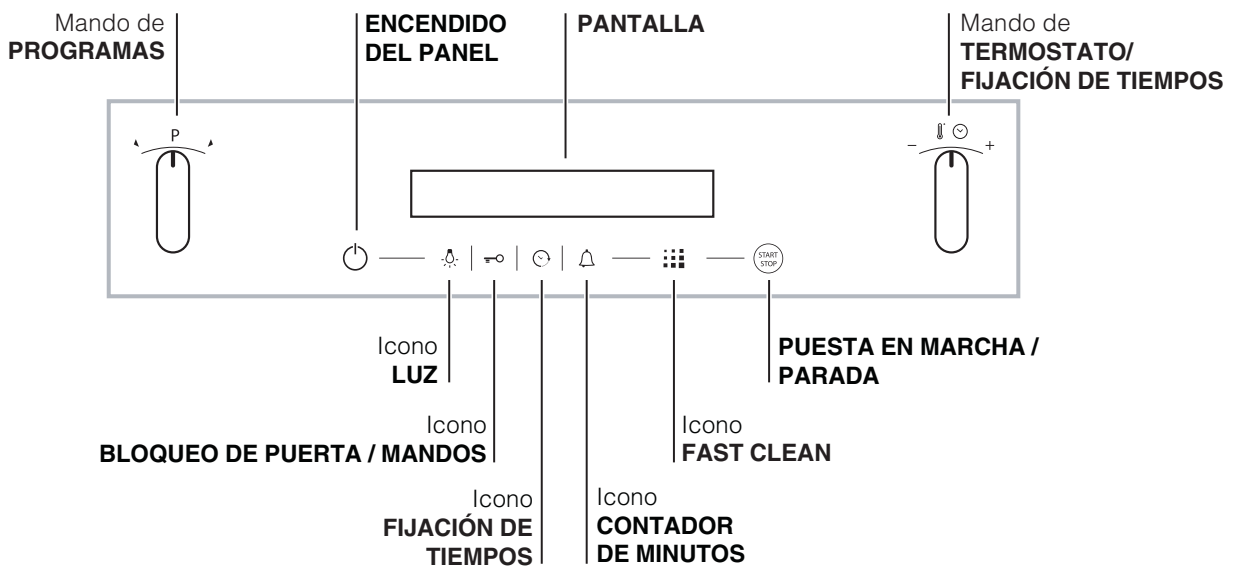 Mando de
PROGRAMAS
ENCENDIDO
DEL PANEL
PANTALLA
Mando de
TERMOSTATO/
FIJACIÓN DE TIEMPOS
P
- +
START
STOP
Icono
LUZ
PUESTA EN MARCHA /
PARADA
Icono
BLOQUEO DE PUERTA / MANDOS
Icono
FAST CLEAN
Icono
FIJACIÓN DE
TIEMPOS
Icono
CONTADOR
DE MINUTOS